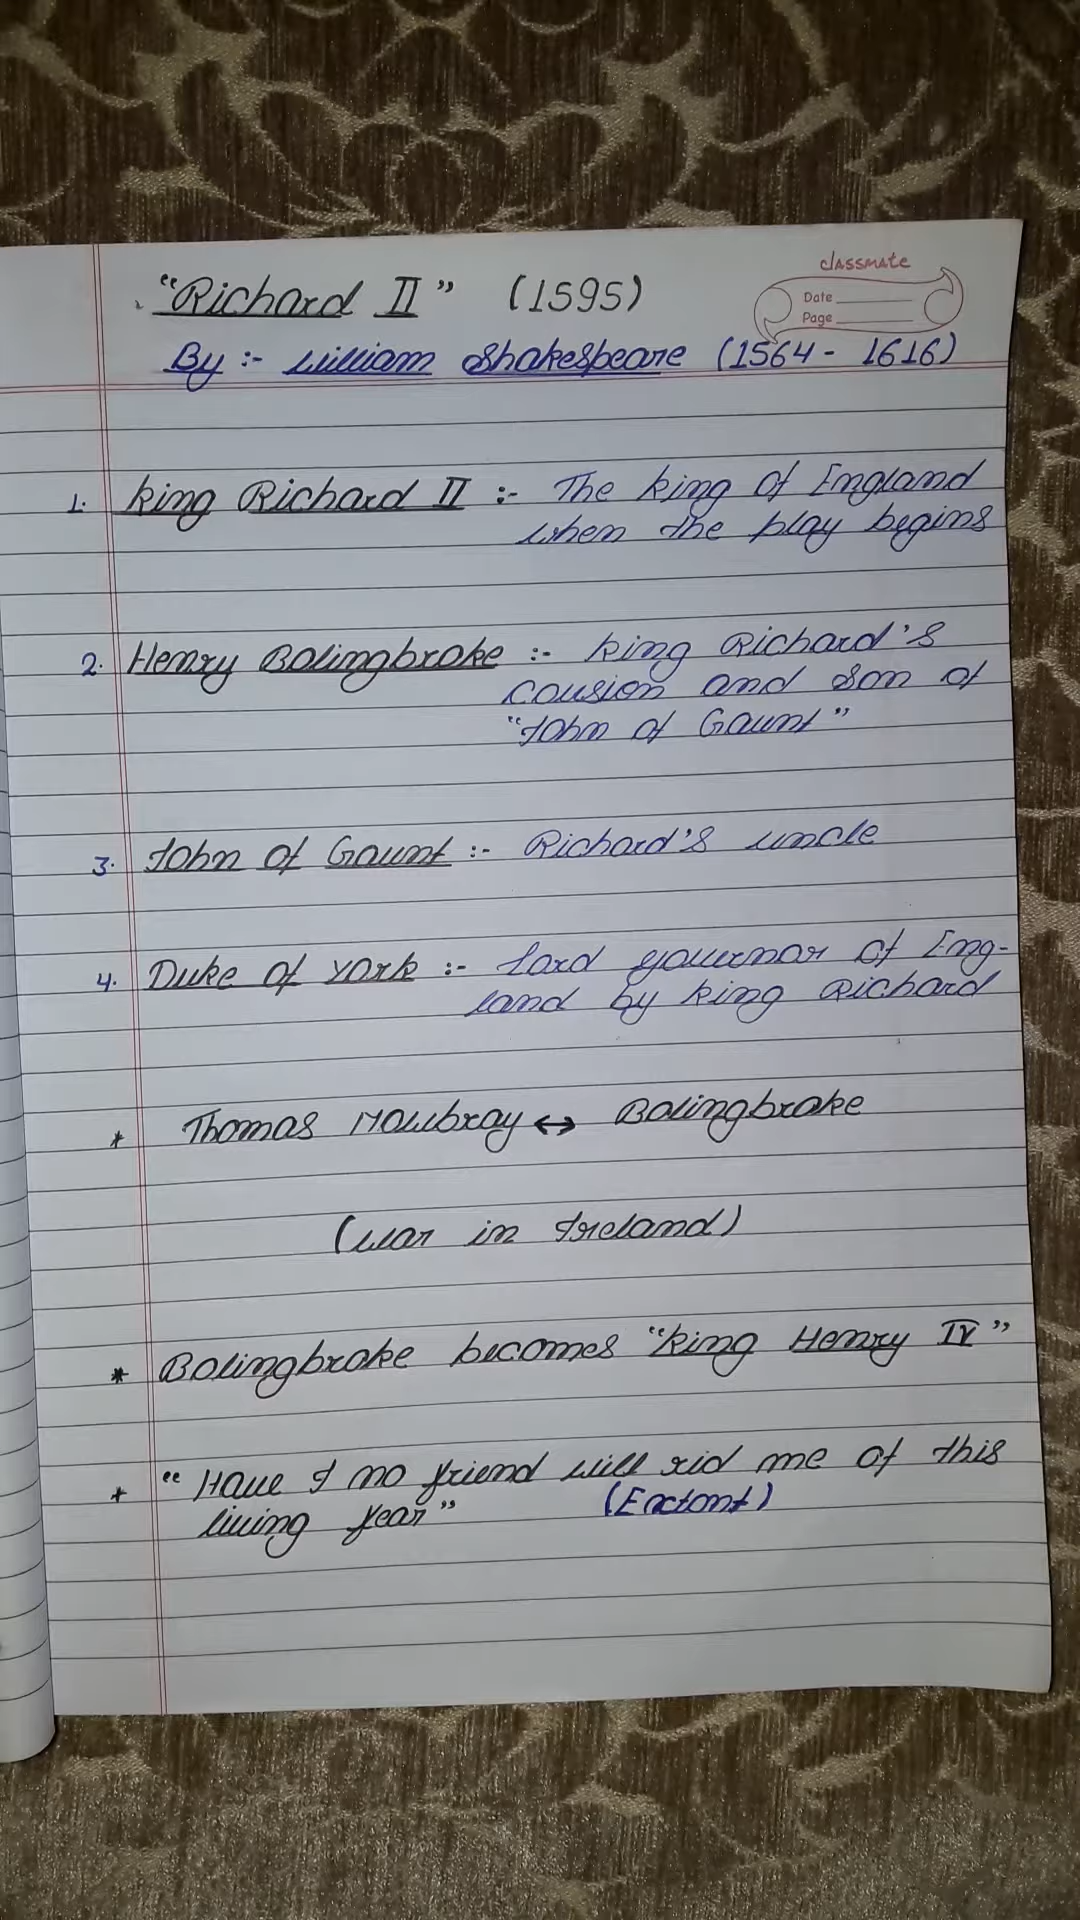 "Richard II" (1595)
classmate
Date
Page
By :- William Shakespeare (1564 - 1616)
1. King Richard II :- The king of England
when the play begins
2. Henry Bolingbroke :- King Richard's
cousion and son of
"John of Gaunt"
3. John of Gaunt :- Richard's uncle
4. Duke of York :- Lord governor of Eng-
land by King Richard
* Thomas Mowbray ↔ Bolingbroke
(war in Ireland)
* Bolingbroke becomes "King Henry IV"
* "Have I no friend will rid me of this
living fear" (Exton)